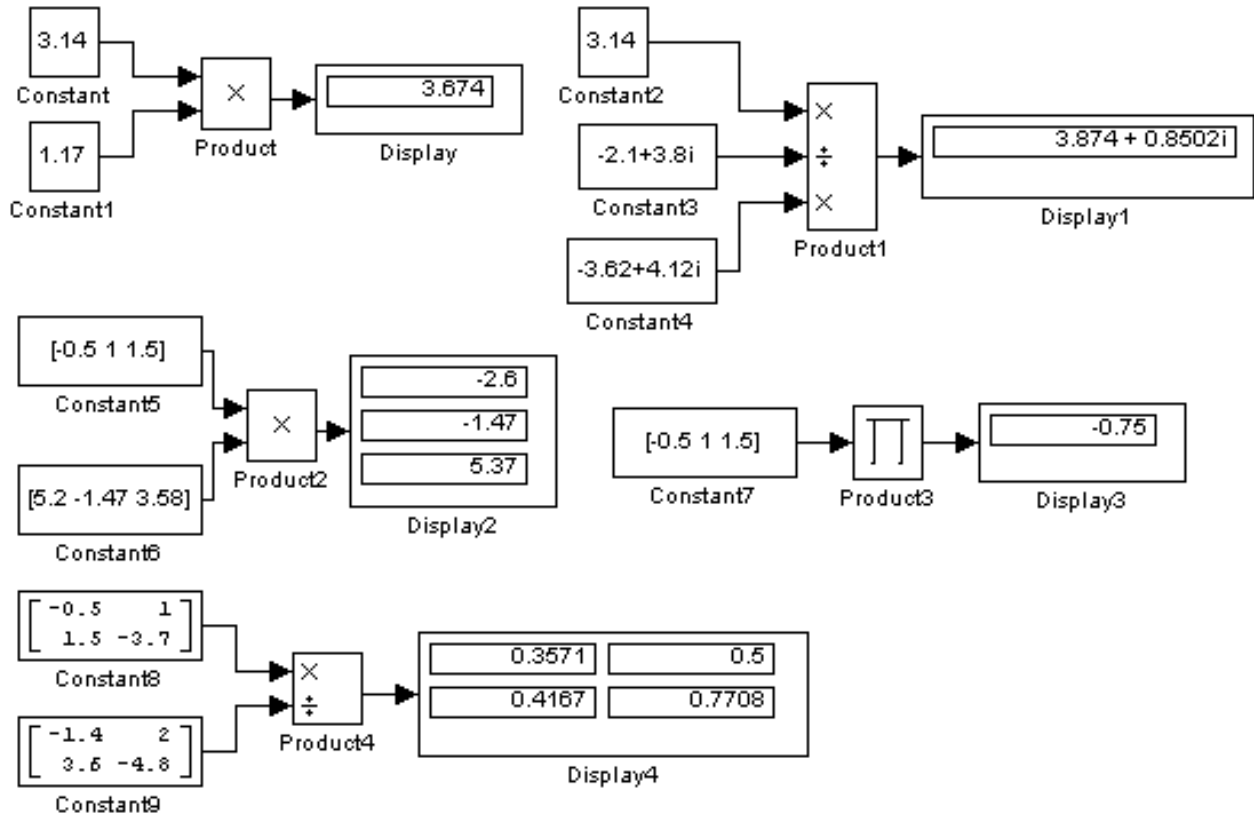 3.14
Constant
1.17
Constant1
×
Product
3.674
Display
3.14
Constant2
-2.1+3.8i
Constant3
-3.62+4.12i
Constant4
×
÷
×
Product1
3.874 + 0.8502i
Display1
[-0.5 1 1.5]
Constant5
[5.2 -1.47 3.58]
Constant6
×
Product2
-2.6
-1.47
5.37
Display2
[-0.5 1 1.5]
Constant7
∏
Product3
-0.75
Display3
-0.5 1
1.5 -3.7
Constant8
-1.4 2
3.6 -4.8
Constant9
×
÷
Product4
0.3571 0.5
0.4167 0.7708
Display4